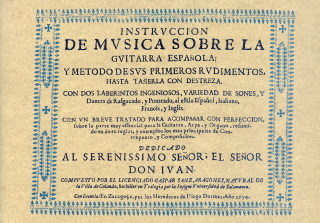 INSTRVCCION
DE MVSICA SOBRE LA
GVITARRA ESPAÑOLA;
Y METODO DE SVS PRIMEROS RVDIMENTOS,
HASTA TAÑERLA CON DESTREZA.
CON DOS LABERINTOS INGENIOSOS, VARIEDAD DE SONES, Y
Dances de Rasgueado, y Punteado, al estilo Español, Italiano,
Francès, y Inglès.
CON VN BREVE TRATADO PARA ACOMPAÑAR CON PERFECCION,
sobre la parte muy essencial para la Guitarra, Arpa, y Organo, resumido
en doze reglas, y exemplos los mas principales de Contrapunto,
y Composicion.
DEDICADO
AL SERENISSIMO SEÑOR; EL SEÑOR
DON IVAN.
COMPVESTO POR EL LICENCIADO GASPAR SANZ, ARAGONES, NATVRAL DE
la Villa de Calanda, Bachiller en Teologia por la Insigne Vniversidad de Salamanca.
Con licencia: En Zaragoça, por los Herederos de Diego Dormer, Año 1674.